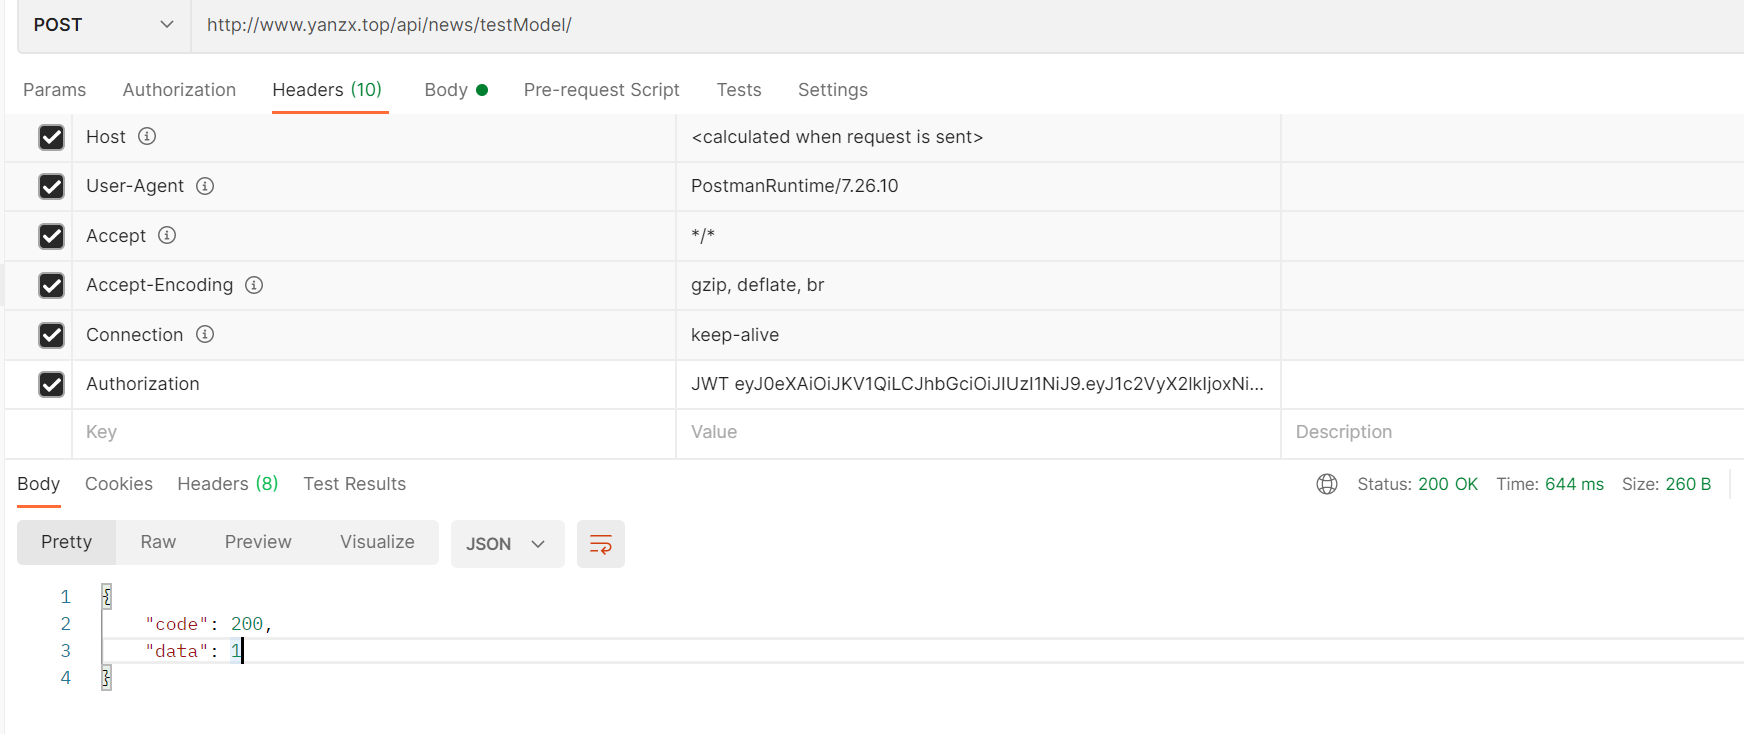 POST http://www.yanzx.top/api/news/testModel/
Params Authorization Headers (10) Body Pre-request Script Tests Settings
Host <calculated when request is sent>
User-Agent PostmanRuntime/7.26.10
Accept */*
Accept-Encoding gzip, deflate, br
Connection keep-alive
Authorization JWT eyJ0eXAiOiJKV1QiLCJhbGciOiJIUzI1NiJ9.eyJ1c2VyX2lkIjoxNi...
Key Value Description
Body Cookies Headers (8) Test Results Status: 200 OK Time: 644 ms Size: 260 B
Pretty Raw Preview Visualize JSON
1 {
2 "code": 200,
3 "data": 1
4 }